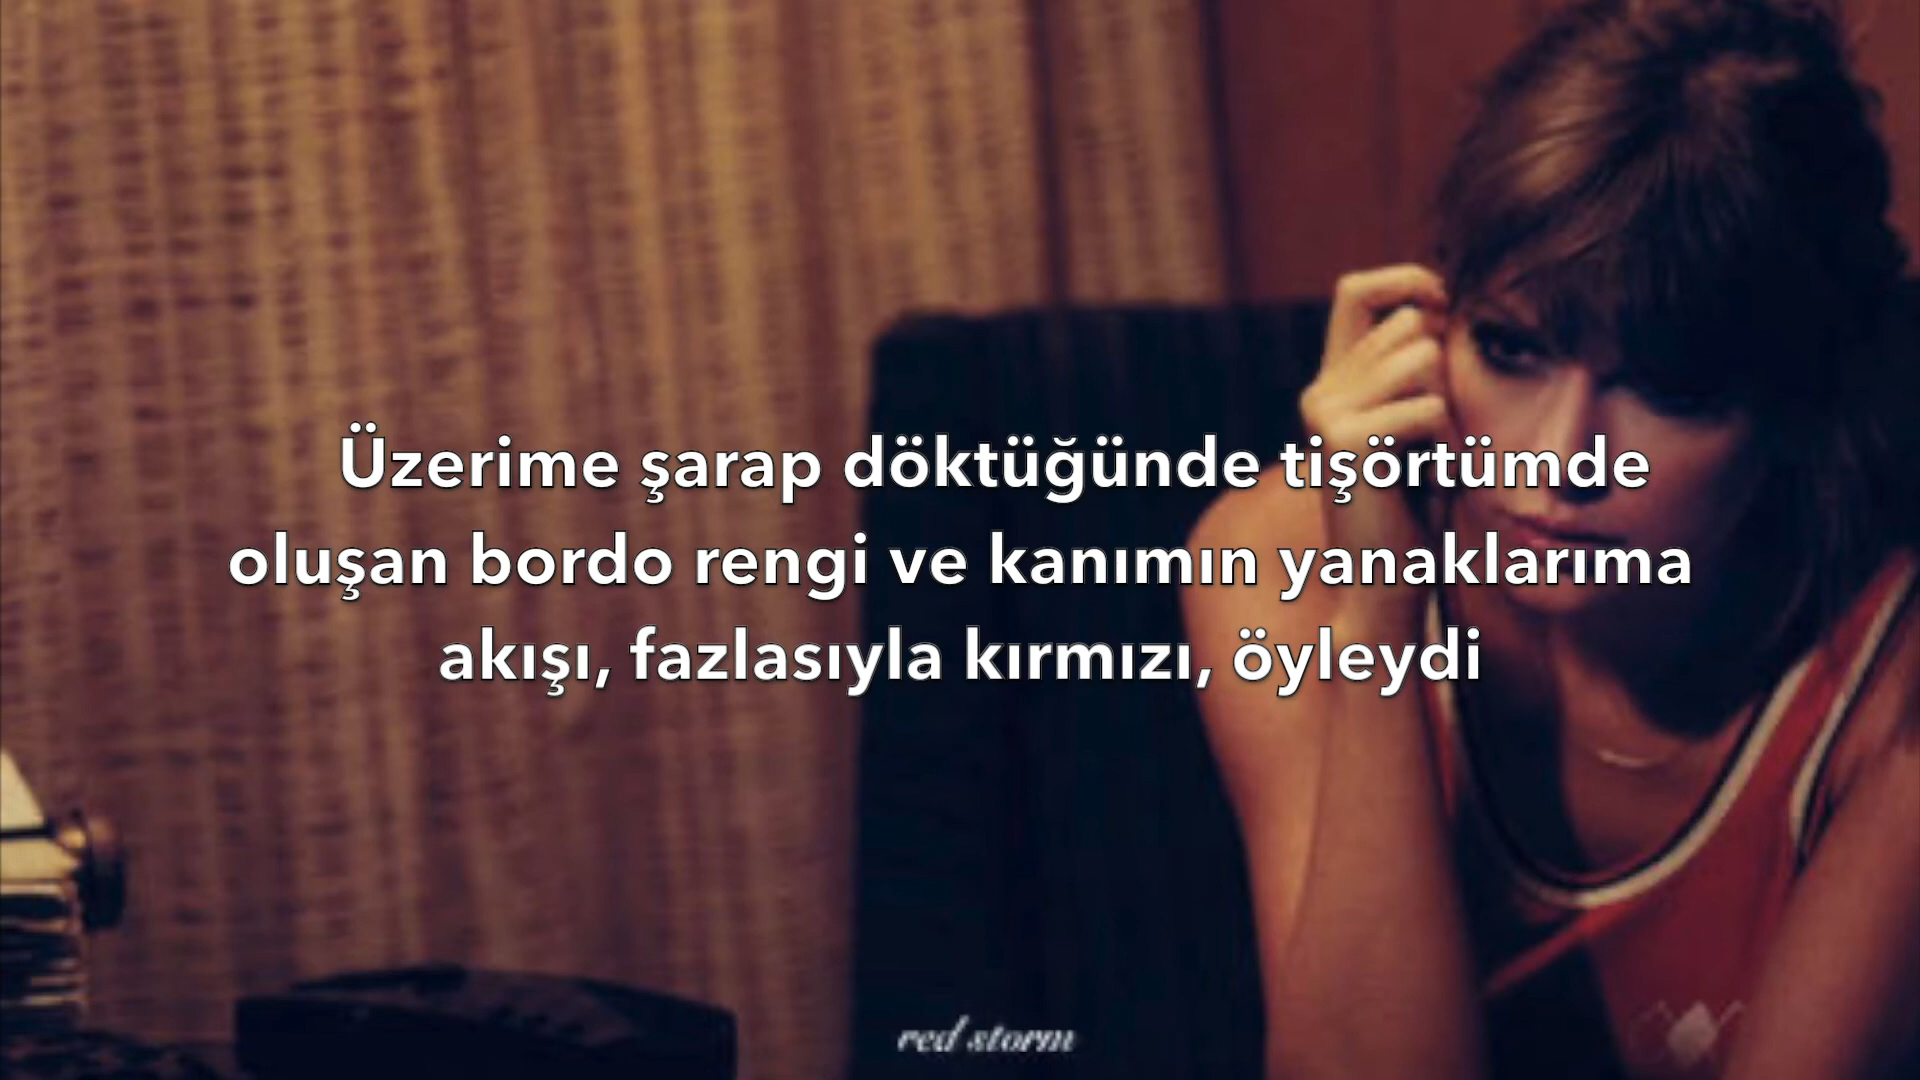 Üzerime şarap döktüğünde tişörtümde
oluşan bordo rengi ve kanımın yanaklarıma
akışı, fazlasıyla kırmızı, öyleydi
red storm